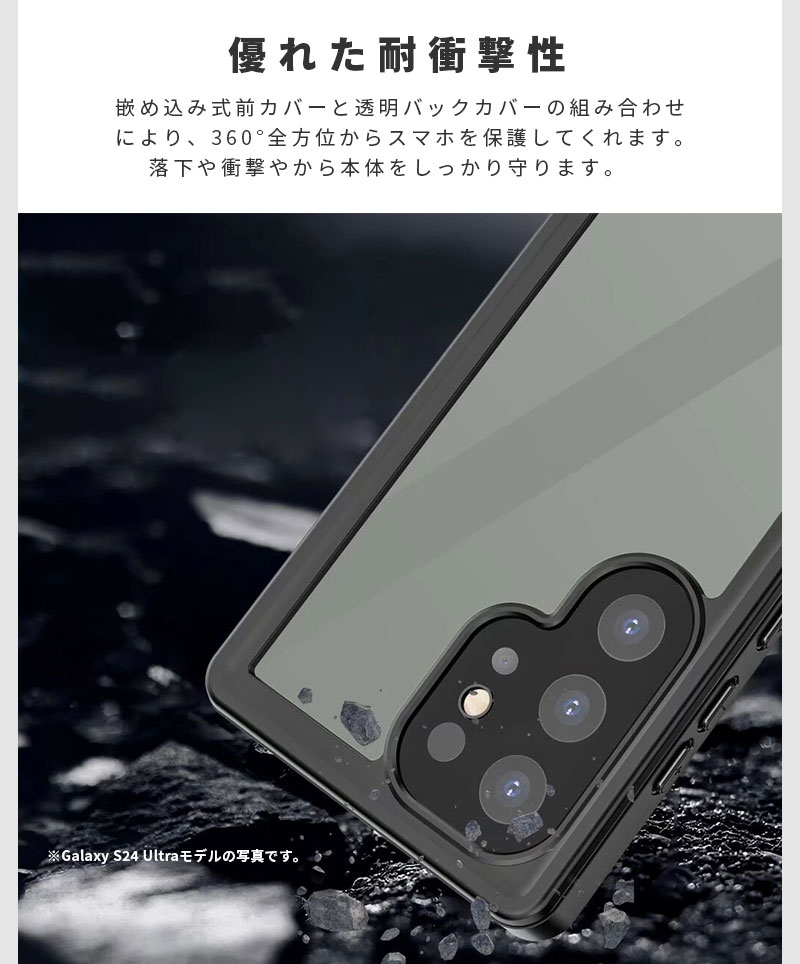 優れた耐衝撃性
嵌め込み式前カバーと透明バックカバーの組み合わせ
により、360°全方位からスマホを保護してくれます。
落下や衝撃やから本体をしっかり守ります。
※Galaxy S24 Ultraモデルの写真です。